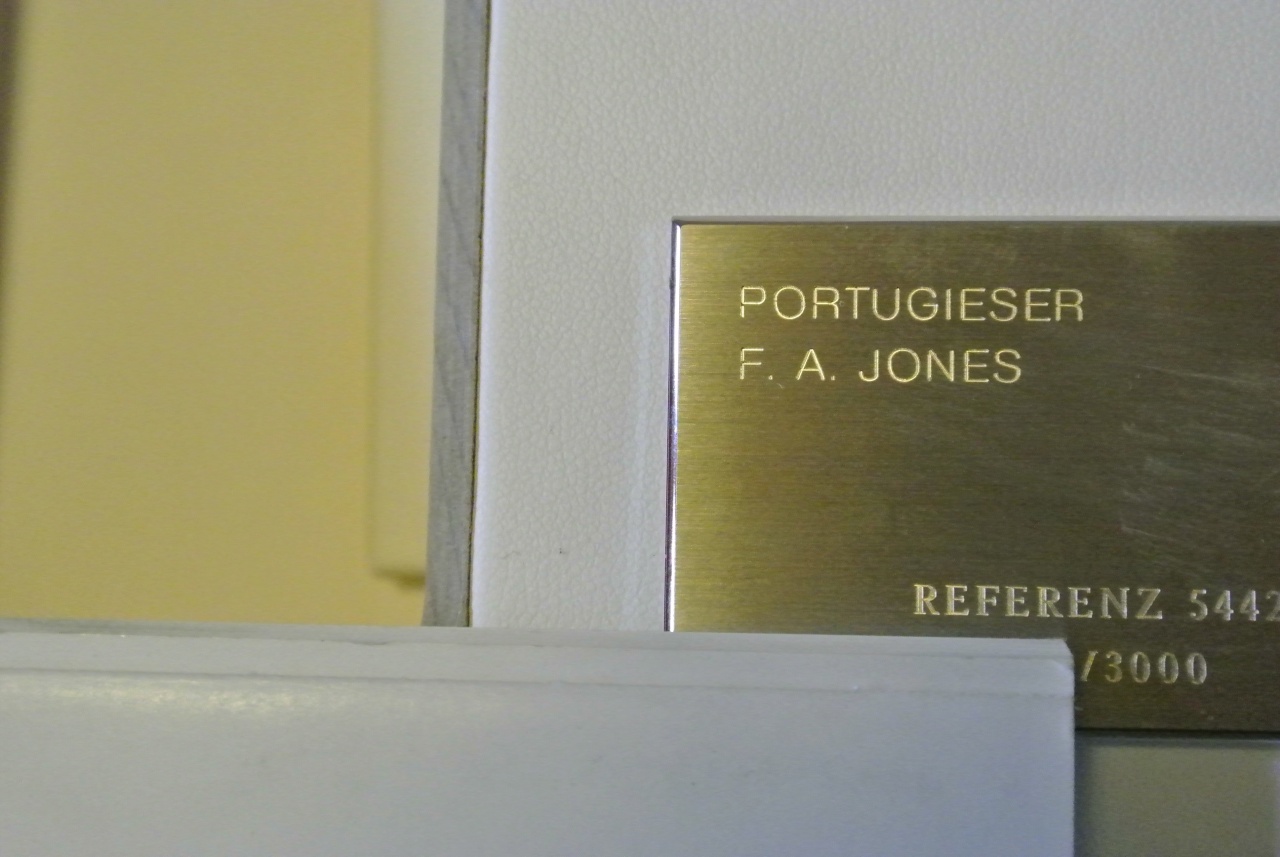 PORTUGIESER
F. A. JONES
REFERENZ 5442
/3000